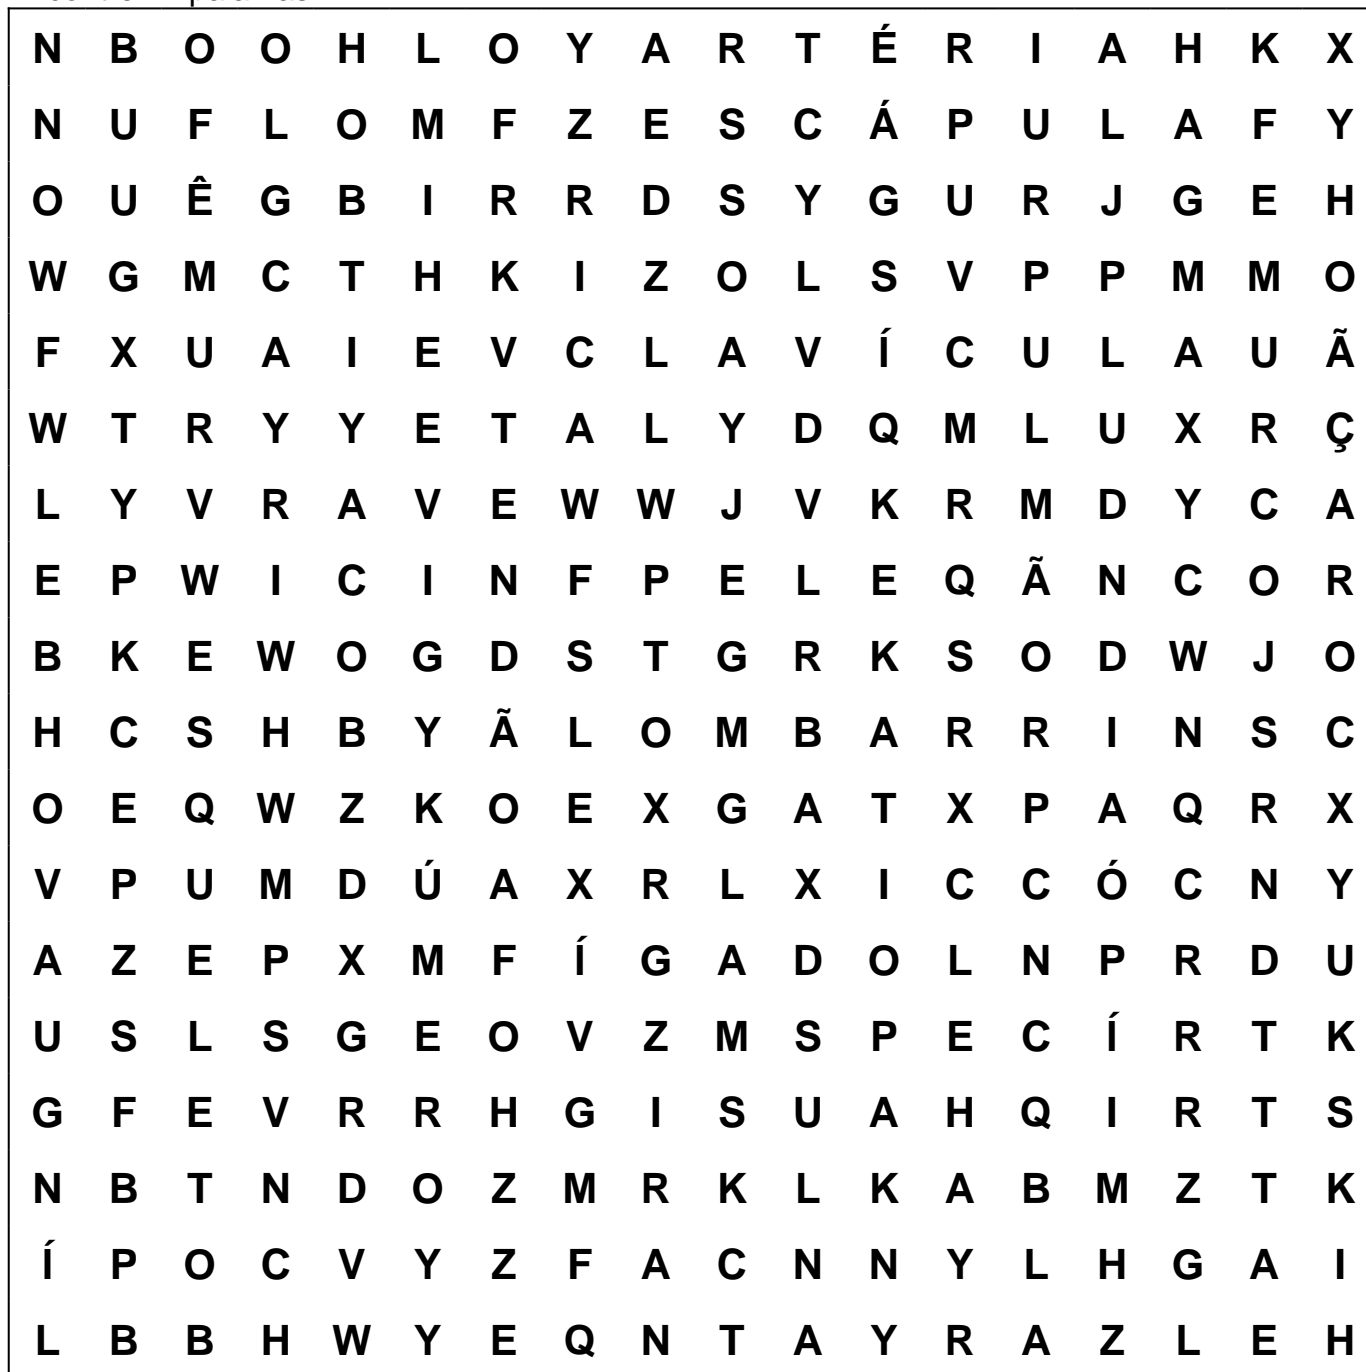 N B O O H L O Y A R T É R I A H K X
N U F L O M F Z E S C Á P U L A F Y
O U Ê G B I R R D S Y G U R J G E H
W G M C T H K I Z O L S V P P M M O
F X U A I E V C L A V Í C U L A U Ã
W T R Y Y E T A L Y D Q M L U X R Ç
L Y V R A V E W W J V K R M D Y C A
E P W I C I N F P E L E Q Ã N C O R
B K E W O G D S T G R K S O D W J O
H C S H B Y Ã L O M B A R R I N S C
O E Q W Z K O E X G A T X P A Q R X
V P U M D Ú A X R L X I C C Ó C N Y
A Z E P X M F Í G A D O L N P R D U
U S L S G E O V Z M S P E C Í R T K
G F E V R R H G I S U A H Q I R T S
N B T N D O Z M R K L K A B M Z T K
Í P O C V Y Z F A C N N Y L H G A I
L B B H W Y E Q N T A Y R A Z L E H